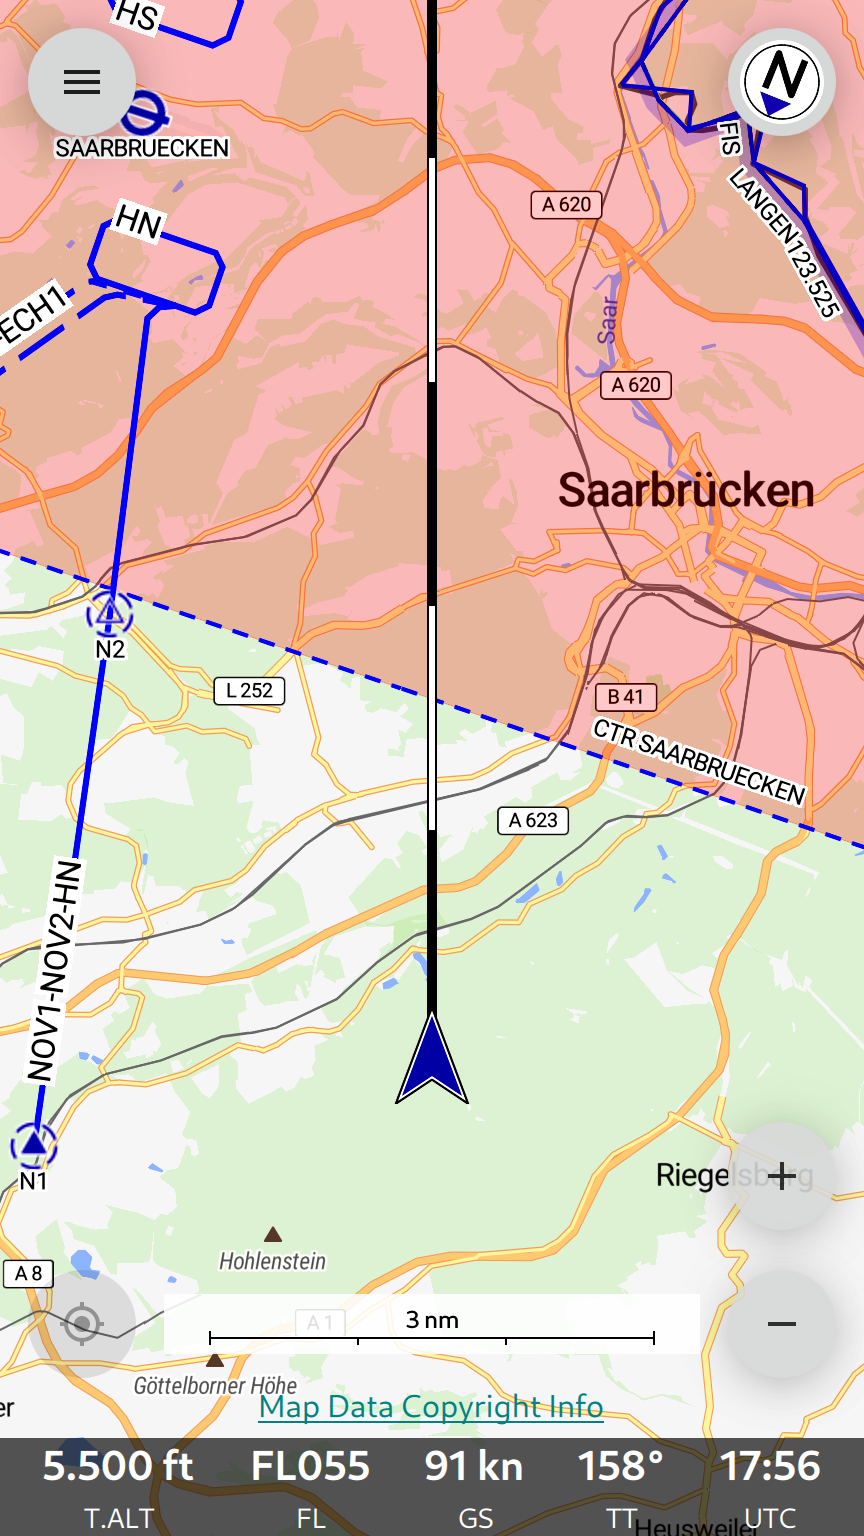 HS
N
SAARBRUECKEN
FIS
LANGEN 123.525
A 620
HN
-ECH1
Saar
A 620
Saarbrücken
N2
L 252
B 41
CTR SAARBRUECKEN
A 623
NOV1-NOV2-HN
N1
Riegelsberg
+
Hohlenstein
A 8
A 1
3 nm
−
Göttelborner Höhe
er
Map Data Copyright Info
5.500 ft FL055 91 kn 158° 17:56
T.ALT FL GS TT UTC
Heusweiler